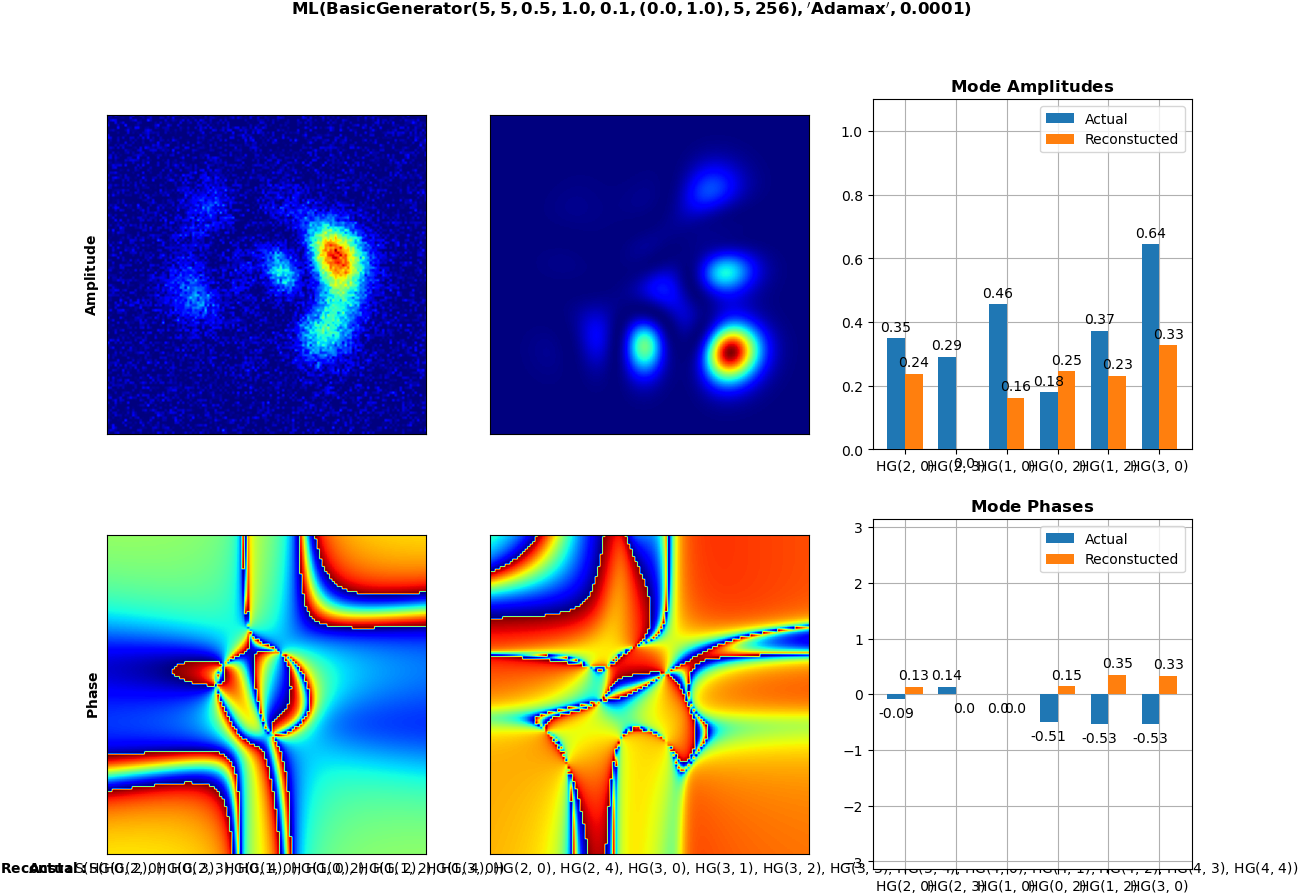 ML(BasicGenerator(5, 5, 0.5, 1.0, 0.1, (0.0, 1.0), 5, 256), 'Adamax', 0.0001)
Amplitude
Mode Amplitudes
Actual
Reconstucted
1.0
0.8
0.6
0.4
0.2
0.0
0.35
0.24
0.29
0.0
0.46
0.16
0.18
0.25
0.37
0.23
0.64
0.33
HG(2, 0) HG(2, 3) HG(1, 0) HG(0, 2) HG(1, 2) HG(3, 0)
Phase
Mode Phases
Actual
Reconstucted
3
2
1
0
−1
−2
−3
-0.09
0.13
0.14
0.0
0.0
0.0
-0.51
0.15
-0.53
0.35
-0.53
0.33
HG(2, 0), HG(2, 4), HG(3, 0), HG(3, 1), HG(3, 2),
4, 3), HG(4, 4))
HG(2, 0) HG(2, 3) HG(1, 0) HG(0, 2) HG(1, 2) HG(3, 0)